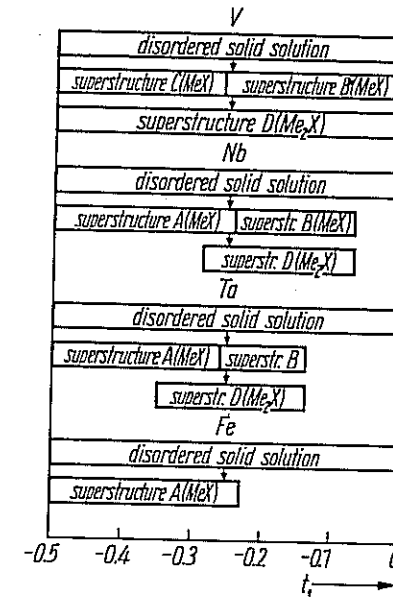 V
disordered solid solution
superstructure C(MeX) superstructure B(MeX)
superstructure D(Me₂X)
Nb
disordered solid solution
superstructure A(MeX) superstr. B(MeX)
superstr. D(Me₂X)
Ta
disordered solid solution
superstructure A(MeX) superstr. B
superstr. D(Me₂X)
Fe
disordered solid solution
superstructure A(MeX)
-0.5 -0.4 -0.3 -0.2 -0.1 0
t₁